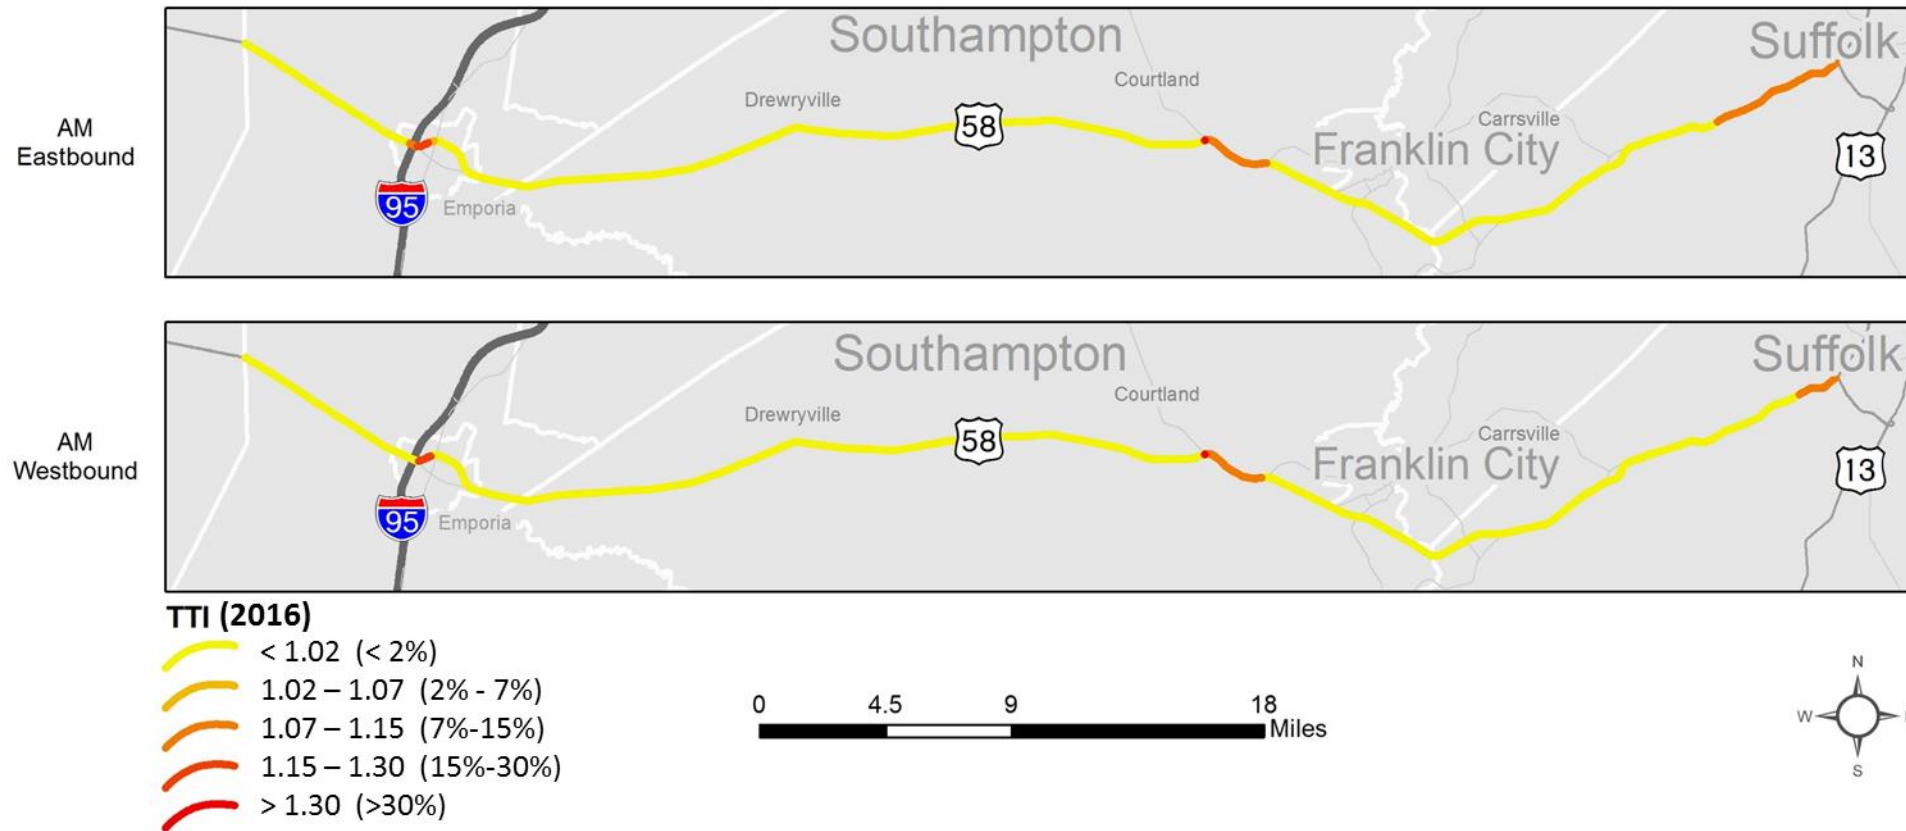 AM
Eastbound
Southampton
Suffolk
Drewryville
Courtland
58
Carrsville
Franklin City
13
95
Emporia
AM
Westbound
Southampton
Suffolk
Drewryville
Courtland
58
Carrsville
Franklin City
13
95
Emporia
TTI (2016)
< 1.02 (< 2%)
1.02 – 1.07 (2% - 7%)
1.07 – 1.15 (7%-15%)
1.15 – 1.30 (15%-30%)
> 1.30 (>30%)
0 4.5 9 18
Miles
N
W
S